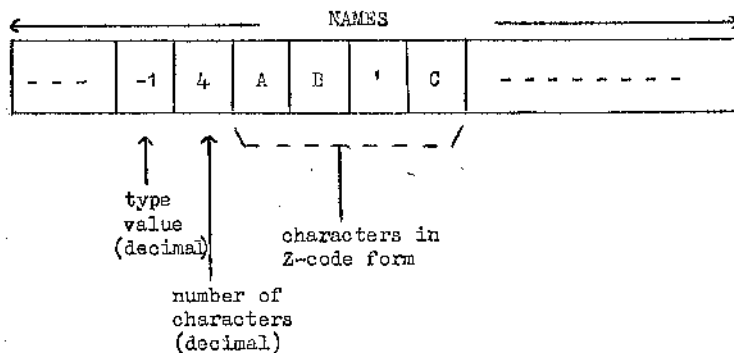 NAMES
--- -1 4 A B ' C --------
type
value
(decimal)
characters in
Z-code form
number of
characters
(decimal)